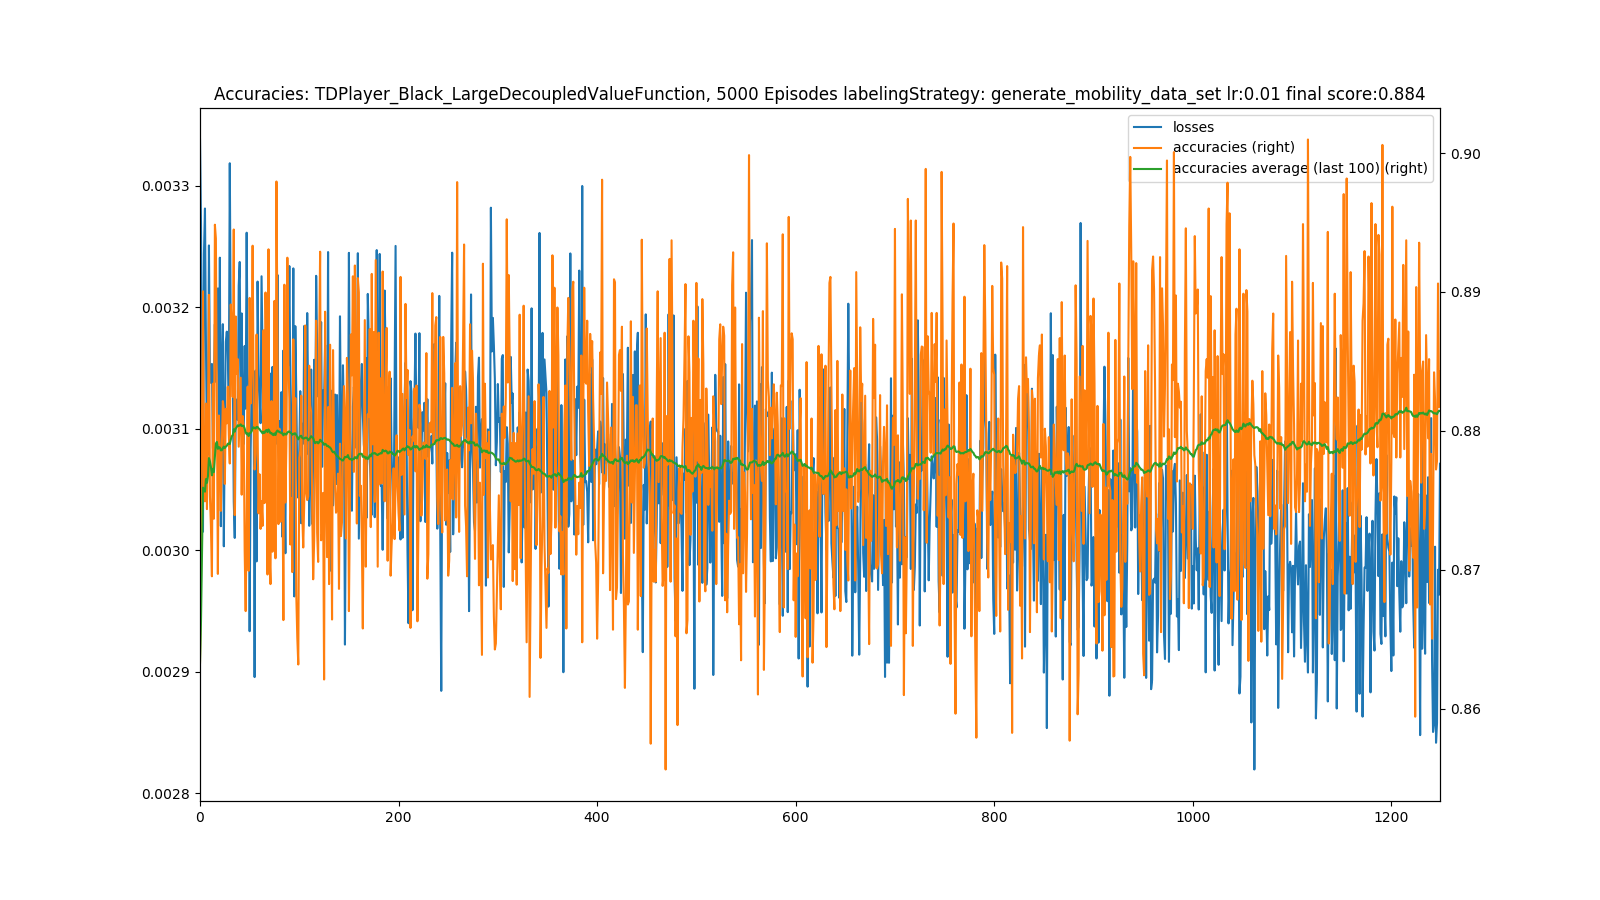 Accuracies: TDPlayer_Black_LargeDecoupledValueFunction, 5000 Episodes labelingStrategy: generate_mobility_data_set lr:0.01 final score:0.884
losses
accuracies (right)
accuracies average (last 100) (right)
0.0033
0.0032
0.0031
0.0030
0.0029
0.0028
0.90
0.89
0.88
0.87
0.86
0 200 400 600 800 1000 1200